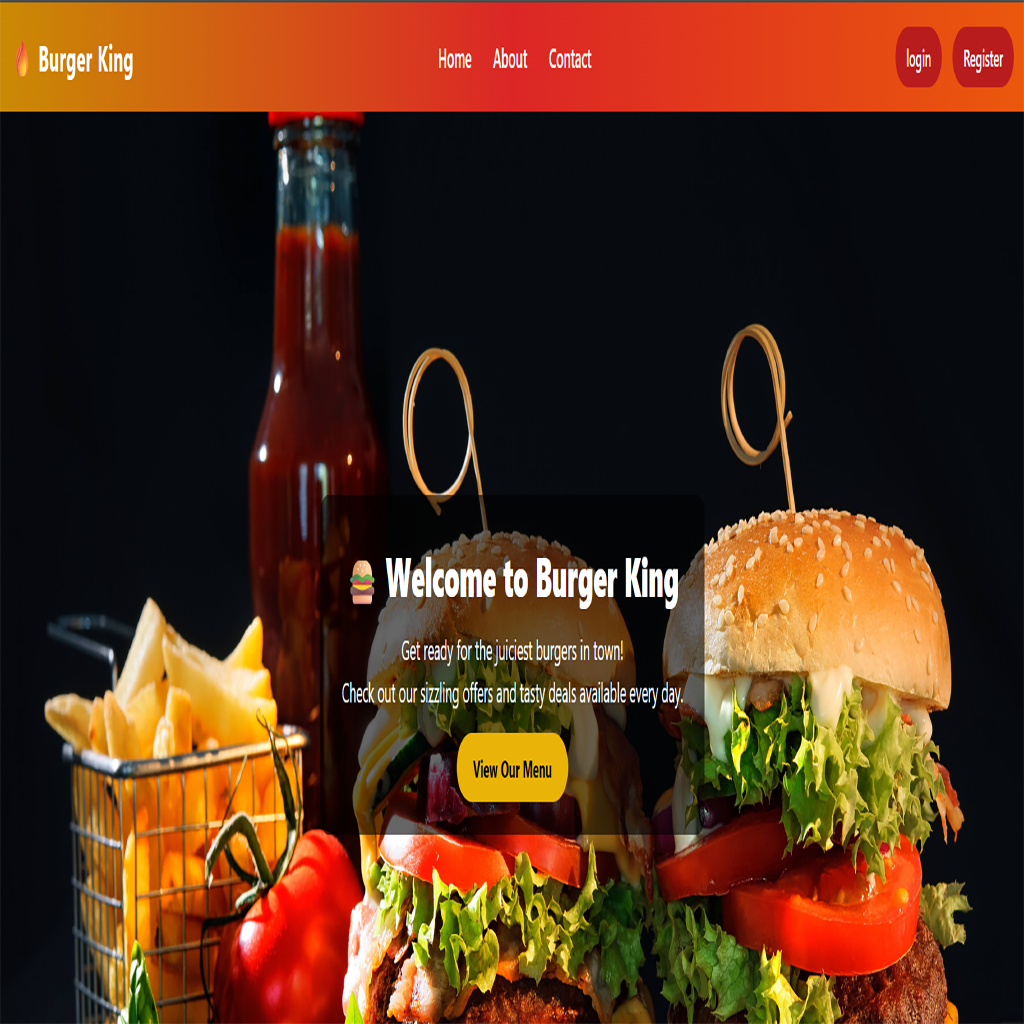 Burger King
Home About Contact
login Register
Welcome to Burger King
Get ready for the juiciest burgers in town!
Check out our sizzling offers and tasty deals available every day.
View Our Menu